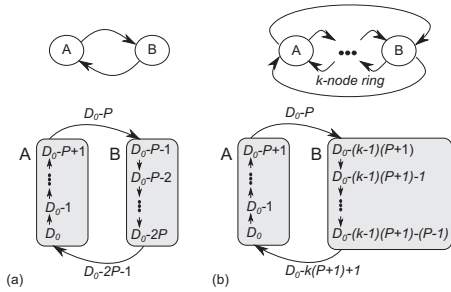 A
B
A
B
k-node ring
D₀-P
A
B
D₀-P+1
D₀-1
D₀
D₀-P-1
D₀-P-2
D₀-2P
D₀-2P-1
(a)
D₀-P
A
B
D₀-P+1
D₀-1
D₀
D₀-(k-1)(P+1)
D₀-(k-1)(P+1)-1
D₀-(k-1)(P+1)-(P-1)
D₀-k(P+1)+1
(b)